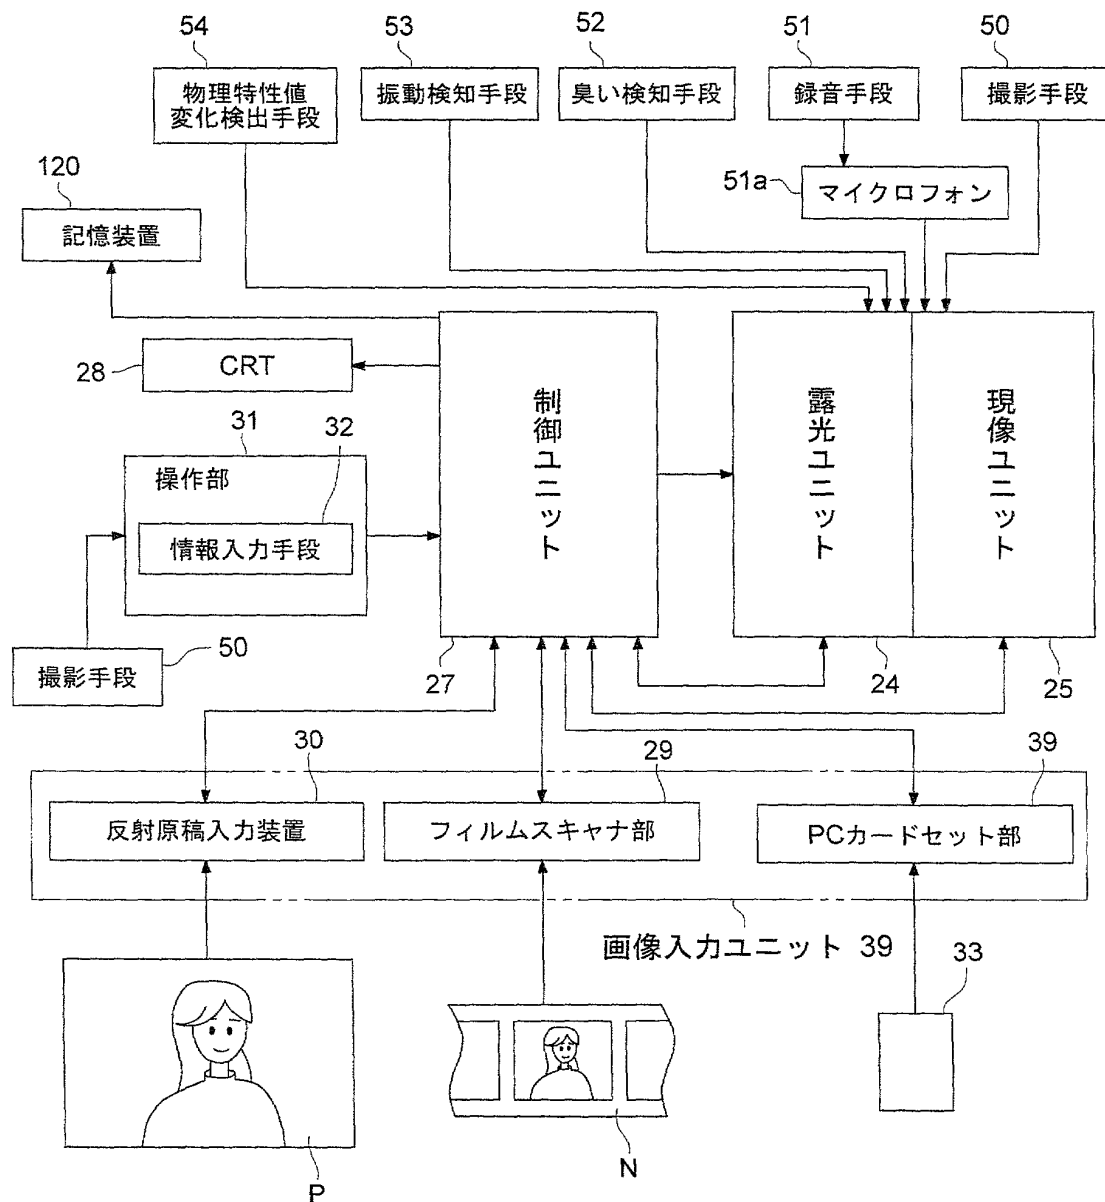 54
53
52
51
50
物理特性値
変化検出手段
振動検知手段
臭い検知手段
録音手段
撮影手段
120
51a
マイクロフォン
記憶装置
28
CRT
制御ユニット
露光ユニット
現像ユニット
31
32
操作部
情報入力手段
撮影手段
50
27
24
25
30
29
39
反射原稿入力装置
フィルムスキャナ部
PCカードセット部
画像入力ユニット 39
33
P
N